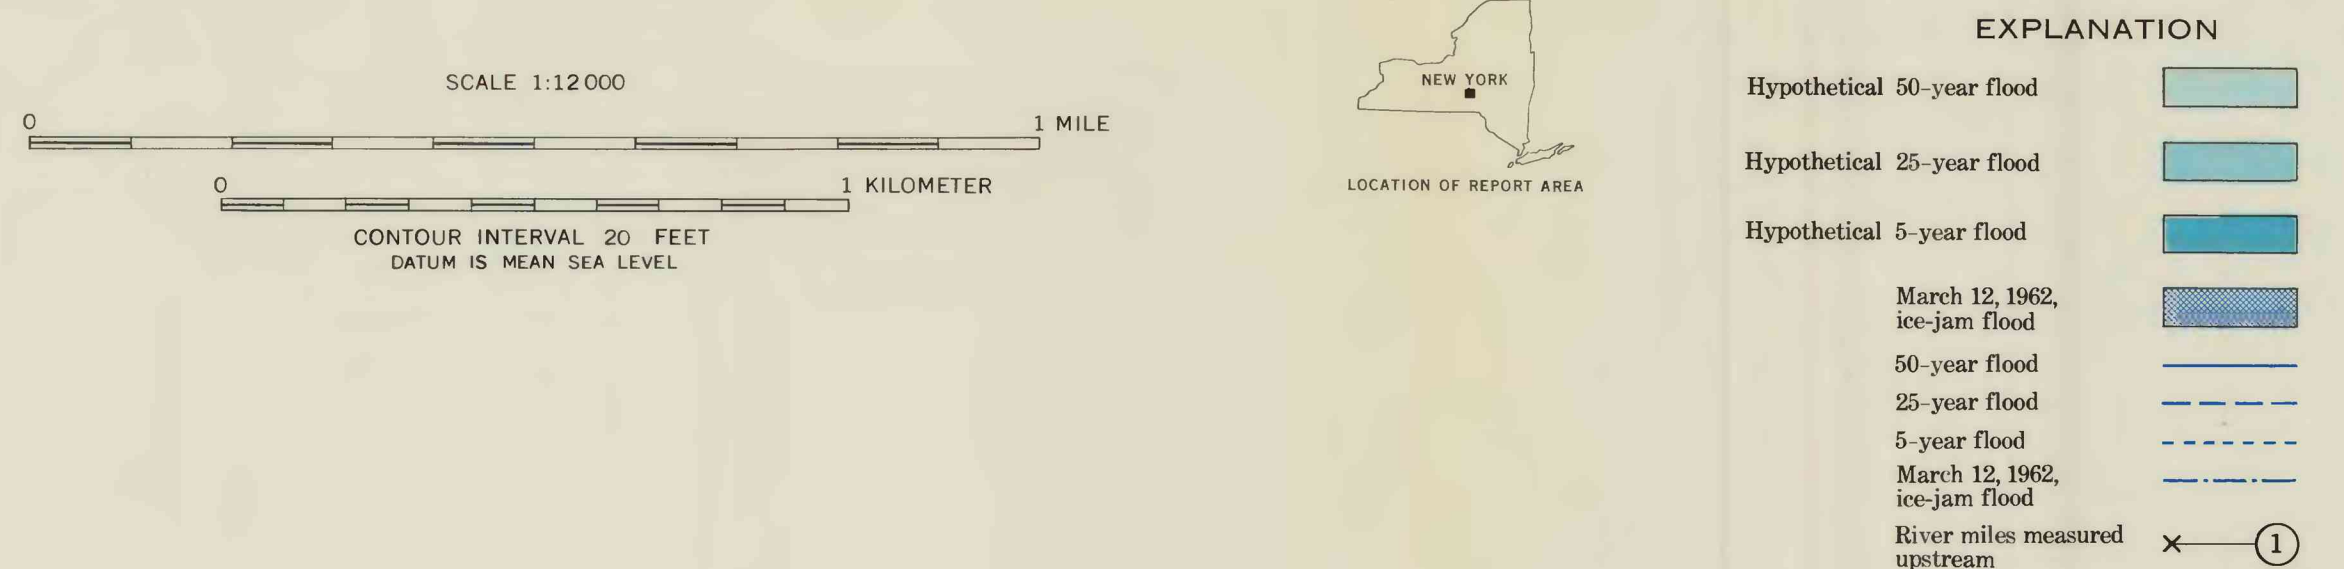 SCALE 1:12 000
0 1 MILE
0 1 KILOMETER
CONTOUR INTERVAL 20 FEET
DATUM IS MEAN SEA LEVEL
NEW YORK
LOCATION OF REPORT AREA
EXPLANATION
Hypothetical 50-year flood
Hypothetical 25-year flood
Hypothetical 5-year flood
March 12, 1962,
ice-jam flood
50-year flood
25-year flood
5-year flood
March 12, 1962,
ice-jam flood
River miles measured
upstream
1